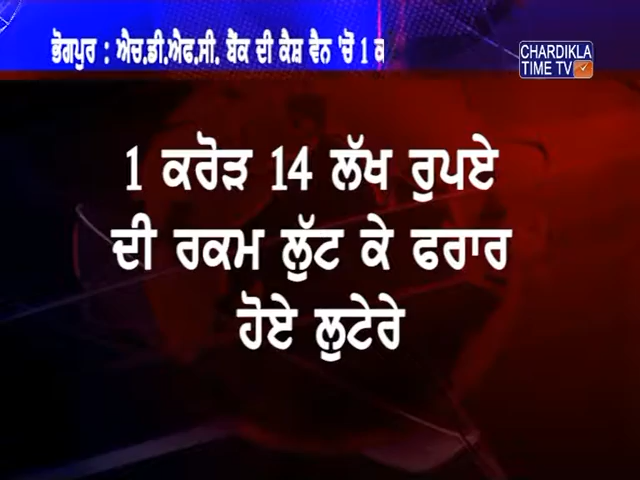 ਭੋਗਪੁਰ : ਐਚ.ਡੀ.ਐਫ.ਸੀ. ਬੈਂਕ ਦੀ ਕੈਸ਼ ਵੈਨ 'ਚੋਂ 1 ਕ
CHARDIKLA
TIME TV
1 ਕਰੋੜ 14 ਲੱਖ ਰੁਪਏ
ਦੀ ਰਕਮ ਲੁੱਟ ਕੇ ਫਰਾਰ
ਹੋਏ ਲੁਟੇਰੇ